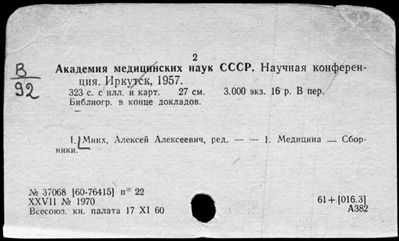 2
В
92
Академия медицинских наук СССР. Научная конферен-
ция. Иркутск, 1957.
323 с. с илл. и карт. 27 см. 3.000 экз. 16 р. В пер.
Библиогр. в конце докладов.
1. Минх, Алексей Алексеевич, ред. — — 1. Медицина — Сбор-
ники.
№ 37068 [60-76415] п* 22
XXVII № 1970
Всесоюз. кн. палата 17 XI 60
61+[016.3]
А382